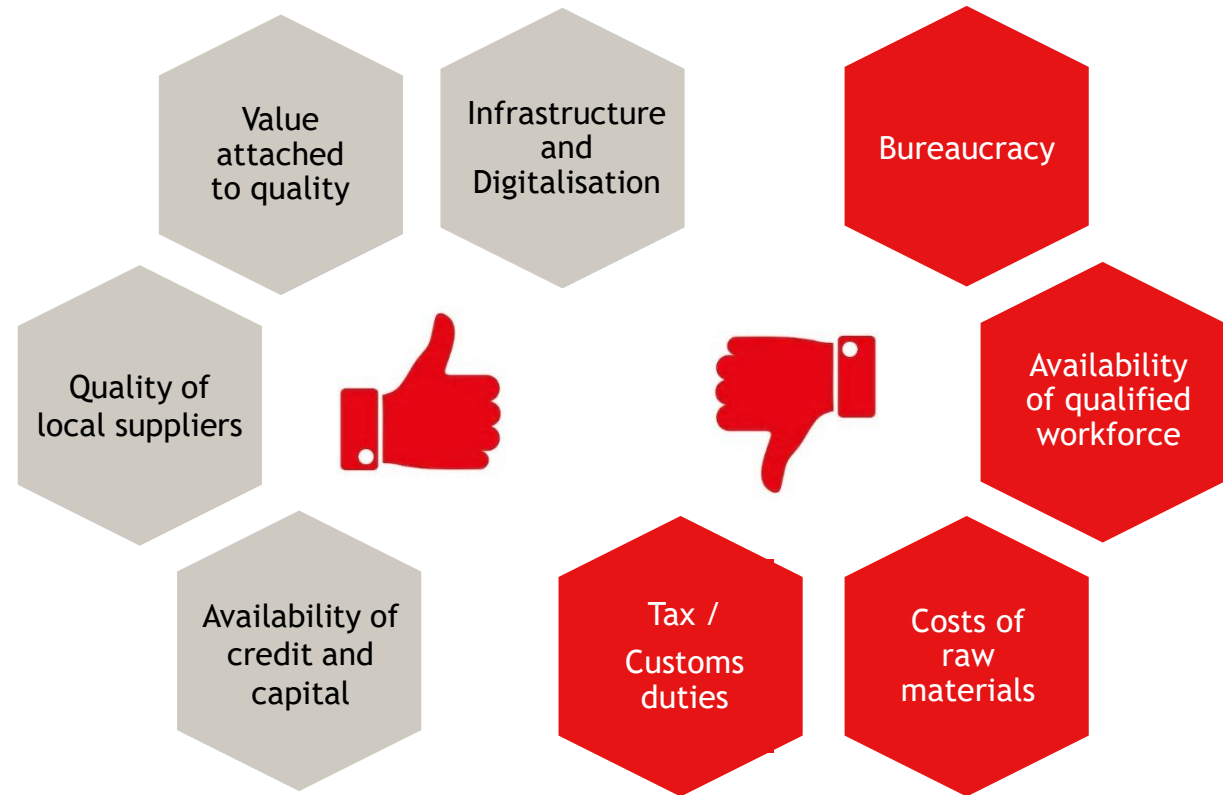 Value
attached
to quality
Infrastructure
and
Digitalisation
Bureaucracy
Quality of
local suppliers
Availability
of qualified
workforce
Availability of
credit and
capital
Tax /
Customs
duties
Costs of
raw
materials